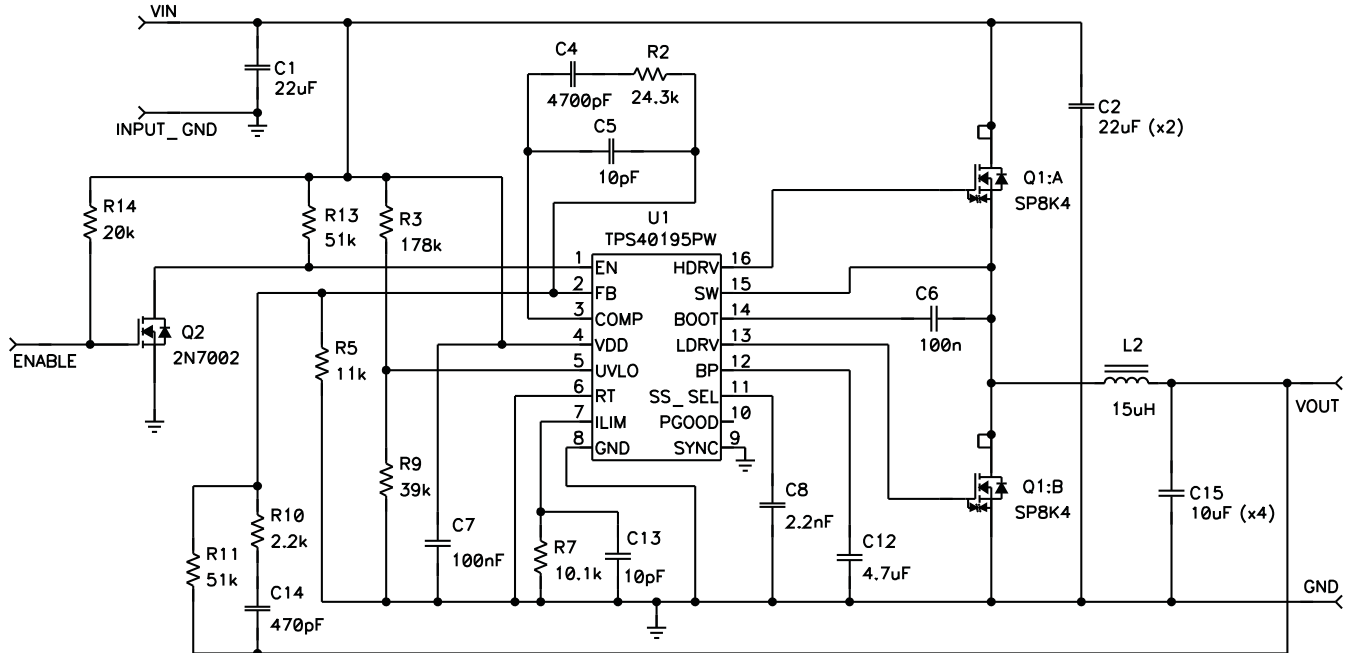 VIN
C1
22uF
INPUT_GND
C4
4700pF
R2
24.3k
C5
10pF
C2
22uF (x2)
Q1:A
SP8K4
R14
20k
R13
51k
R3
178k
U1
TPS40195PW
1 EN
2 FB
3 COMP
4 VDD
5 UVLO
6 RT
7 ILIM
8 GND
HDRV 16
SW 15
BOOT 14
LDRV 13
BP 12
SS_SEL 11
PGOOD 10
SYNC 9
C6
100n
Q2
2N7002
ENABLE
R5
11k
L2
15uH
VOUT
R9
39k
C7
100nF
R7
10.1k
C13
10pF
C8
2.2nF
C12
4.7uF
Q1:B
SP8K4
C15
10uF (x4)
R10
2.2k
R11
51k
C14
470pF
GND